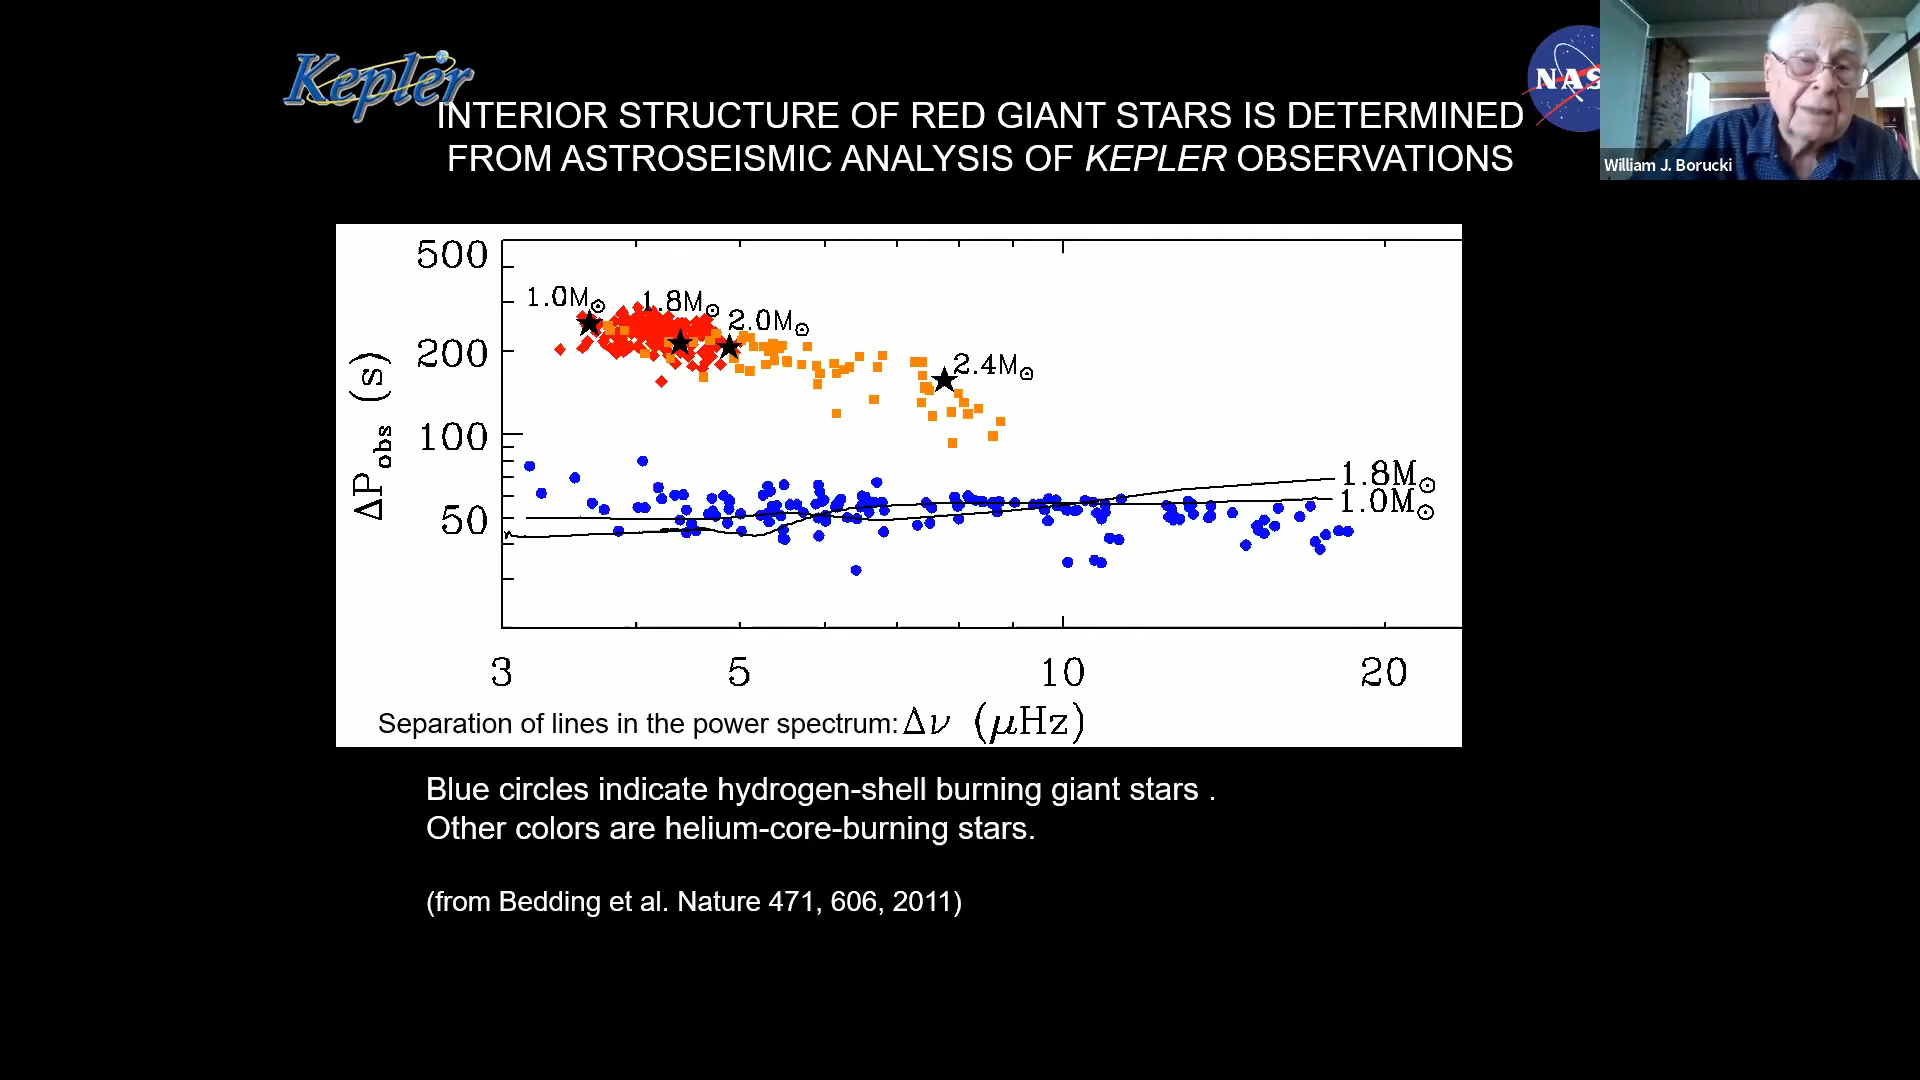 Kepler
NAS
INTERIOR STRUCTURE OF RED GIANT STARS IS DETERMINED
FROM ASTROSEISMIC ANALYSIS OF KEPLER OBSERVATIONS
William J. Borucki
500
200
100
50
ΔP obs (s)
1.0M☉
1.8M☉
2.0M☉
2.4M☉
1.8M☉
1.0M☉
3 5 10 20
Separation of lines in the power spectrum: Δν (μHz)
Blue circles indicate hydrogen-shell burning giant stars .
Other colors are helium-core-burning stars.
(from Bedding et al. Nature 471, 606, 2011)